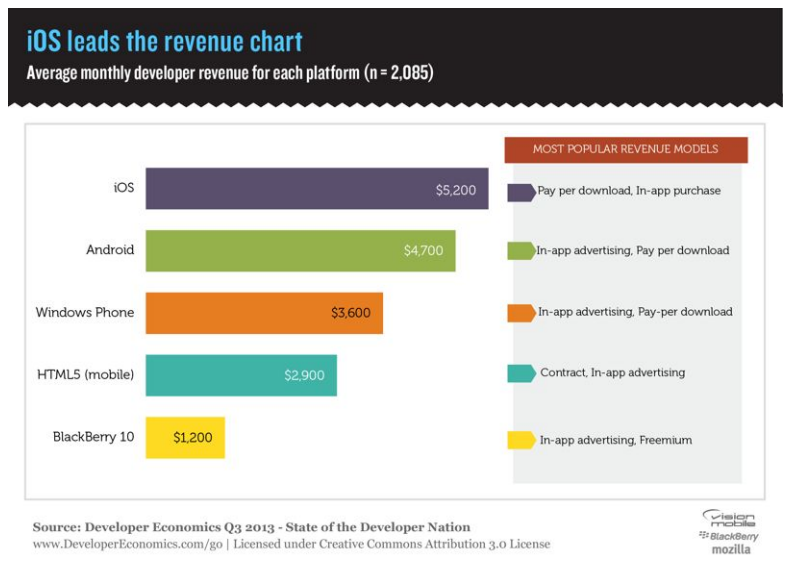 iOS leads the revenue chart
Average monthly developer revenue for each platform (n = 2,085)
MOST POPULAR REVENUE MODELS
iOS
$5,200
Pay per download, In-app purchase
Android
$4,700
In-app advertising, Pay per download
Windows Phone
$3,600
In-app advertising, Pay-per download
HTML5 (mobile)
$2,900
Contract, In-app advertising
BlackBerry 10
$1,200
In-app advertising, Freemium
Source: Developer Economics Q3 2013 - State of the Developer Nation
www.DeveloperEconomics.com/go | Licensed under Creative Commons Attribution 3.0 License
vision
mobile
BlackBerry
mozilla